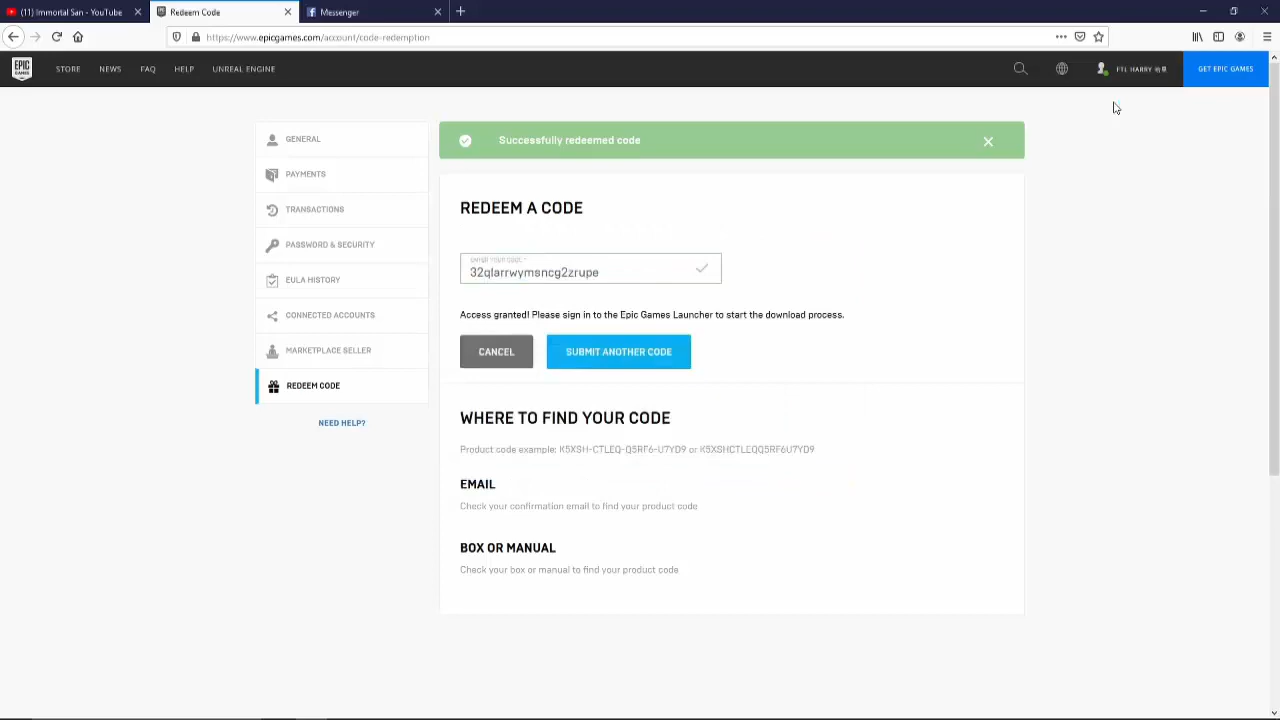 (11) Immortal San - YouTube
Redeem Code
Messenger
https://www.epicgames.com/account/code-redemption
EPIC GAMES
STORE
NEWS
FAQ
HELP
UNREAL ENGINE
FTL HARRY
GET EPIC GAMES
GENERAL
PAYMENTS
TRANSACTIONS
PASSWORD & SECURITY
EULA HISTORY
CONNECTED ACCOUNTS
MARKETPLACE SELLER
REDEEM CODE
NEED HELP?
Successfully redeemed code
REDEEM A CODE
32qlarrwymsncg2zrupe
Access granted! Please sign in to the Epic Games Launcher to start the download process.
CANCEL
SUBMIT ANOTHER CODE
WHERE TO FIND YOUR CODE
Product code example: K5XSH-CTLEQ-Q5RF6-U7YD9 or K5XSHCTLEQQ5RF6U7YD9
EMAIL
Check your confirmation email to find your product code
BOX OR MANUAL
Check your box or manual to find your product code